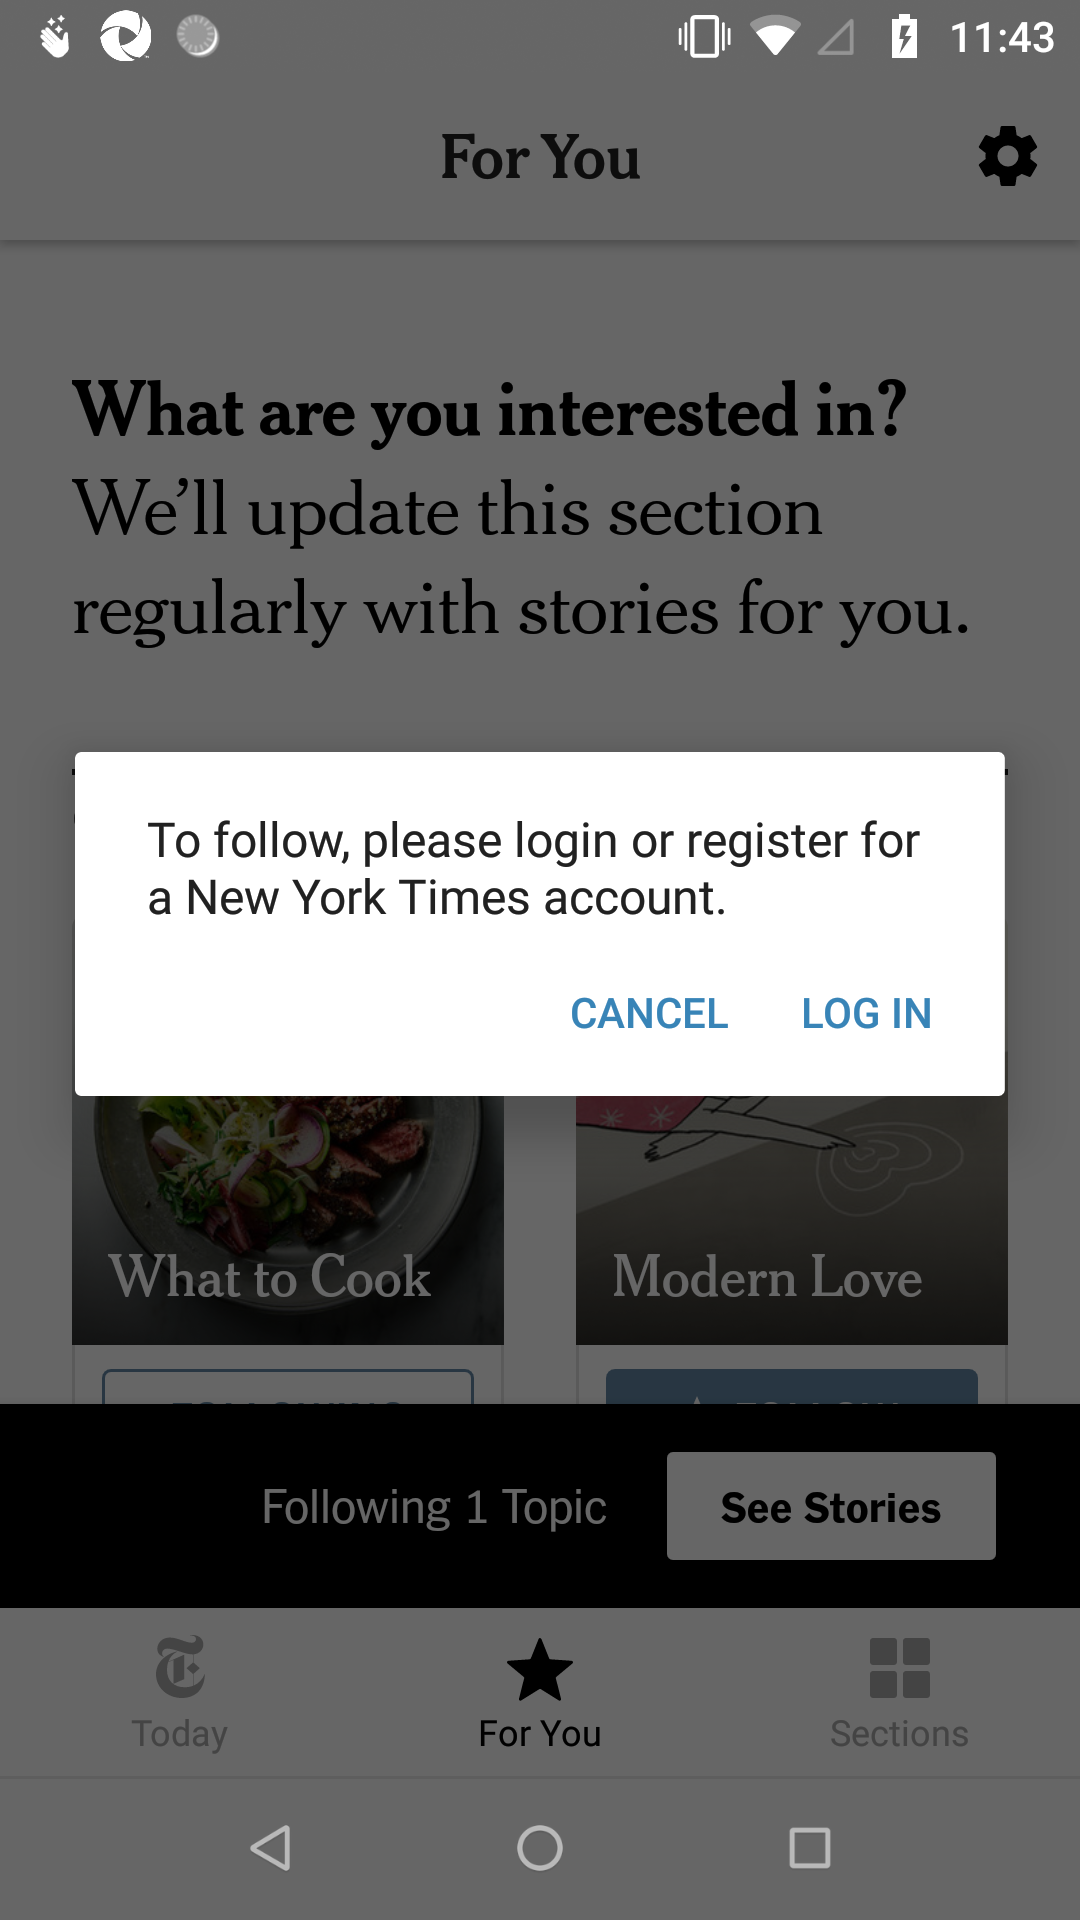 11:43
For You
What are you interested in?
We’ll update this section
regularly with stories for you.
To follow, please login or register for
a New York Times account.
CANCEL LOG IN
What to Cook Modern Love
Following 1 Topic See Stories
Today For You Sections